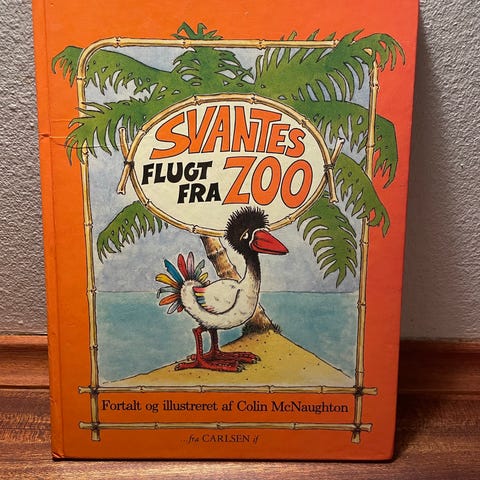 SVANTES
FLUGT
FRA ZOO
Fortalt og illustreret af Colin McNaughton
...fra CARLSEN if